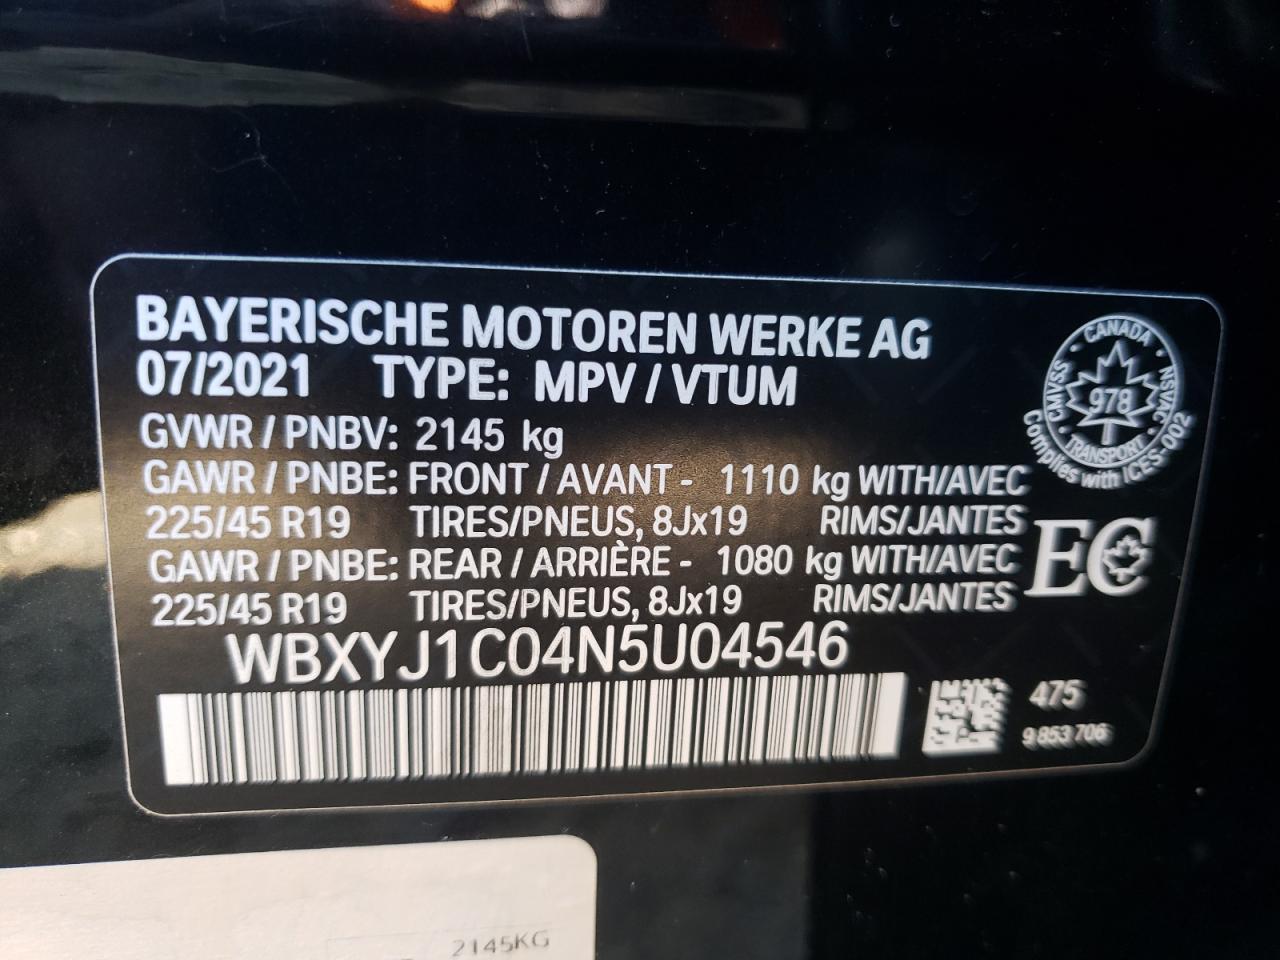 BAYERISCHE MOTOREN WERKE AG
07/2021 TYPE: MPV / VTUM
GVWR / PNBV: 2145 kg
GAWR / PNBE: FRONT / AVANT - 1110 kg WITH/AVEC
225/45 R19 TIRES/PNEUS, 8Jx19 RIMS/JANTES
GAWR / PNBE: REAR / ARRIÈRE - 1080 kg WITH/AVEC
225/45 R19 TIRES/PNEUS, 8Jx19 RIMS/JANTES
WBXYJ1C04N5U04546
CANADA
CMVSS
NSVAC
978
TRANSPORT
Complies with ICES-002
EC
475
9 853 706
2145KG